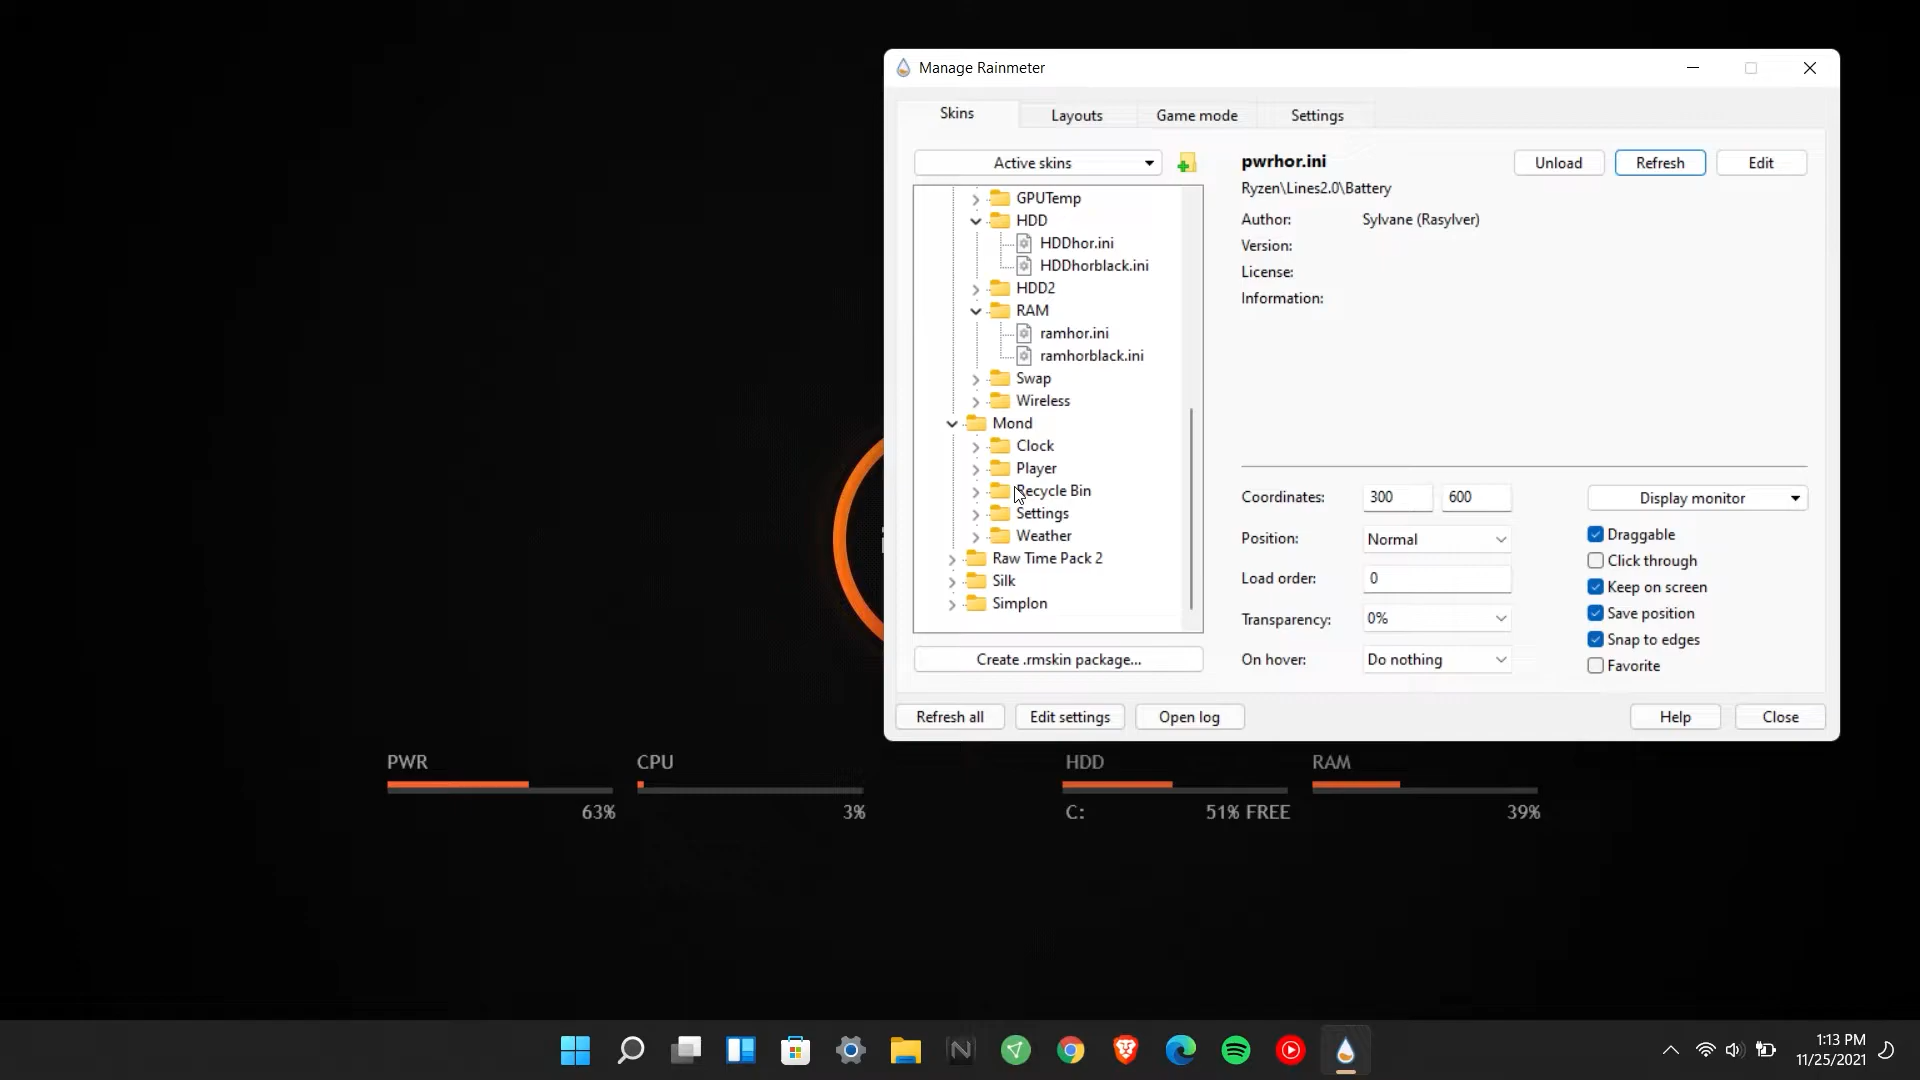 Manage Rainmeter
Skins
Layouts
Game mode
Settings
Active skins
GPUTemp
HDD
HDDhor.ini
HDDhorblack.ini
HDD2
RAM
ramhor.ini
ramhorblack.ini
Swap
Wireless
Mond
Clock
Player
Recycle Bin
Settings
Weather
Raw Time Pack 2
Silk
Simplon
Create .rmskin package...
pwrhor.ini
Unload
Refresh
Edit
Ryzen\Lines2.0\Battery
Author: Sylvane (Rasylver)
Version:
License:
Information:
Coordinates: 300 600
Display monitor
Position: Normal
Load order: 0
Transparency: 0%
On hover: Do nothing
Draggable
Click through
Keep on screen
Save position
Snap to edges
Favorite
Refresh all
Edit settings
Open log
Help
Close
PWR
63%
CPU
3%
HDD
C: 51% FREE
RAM
39%
1:13 PM
11/25/2021